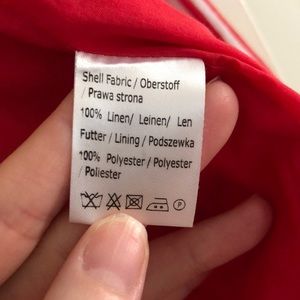 Shell Fabric / Oberstoff
/ Prawa strona
100% Linen/ Leinen/ Len
Futter / Lining / Podszewka
100% Polyester / Polyester
/ Poliester
P